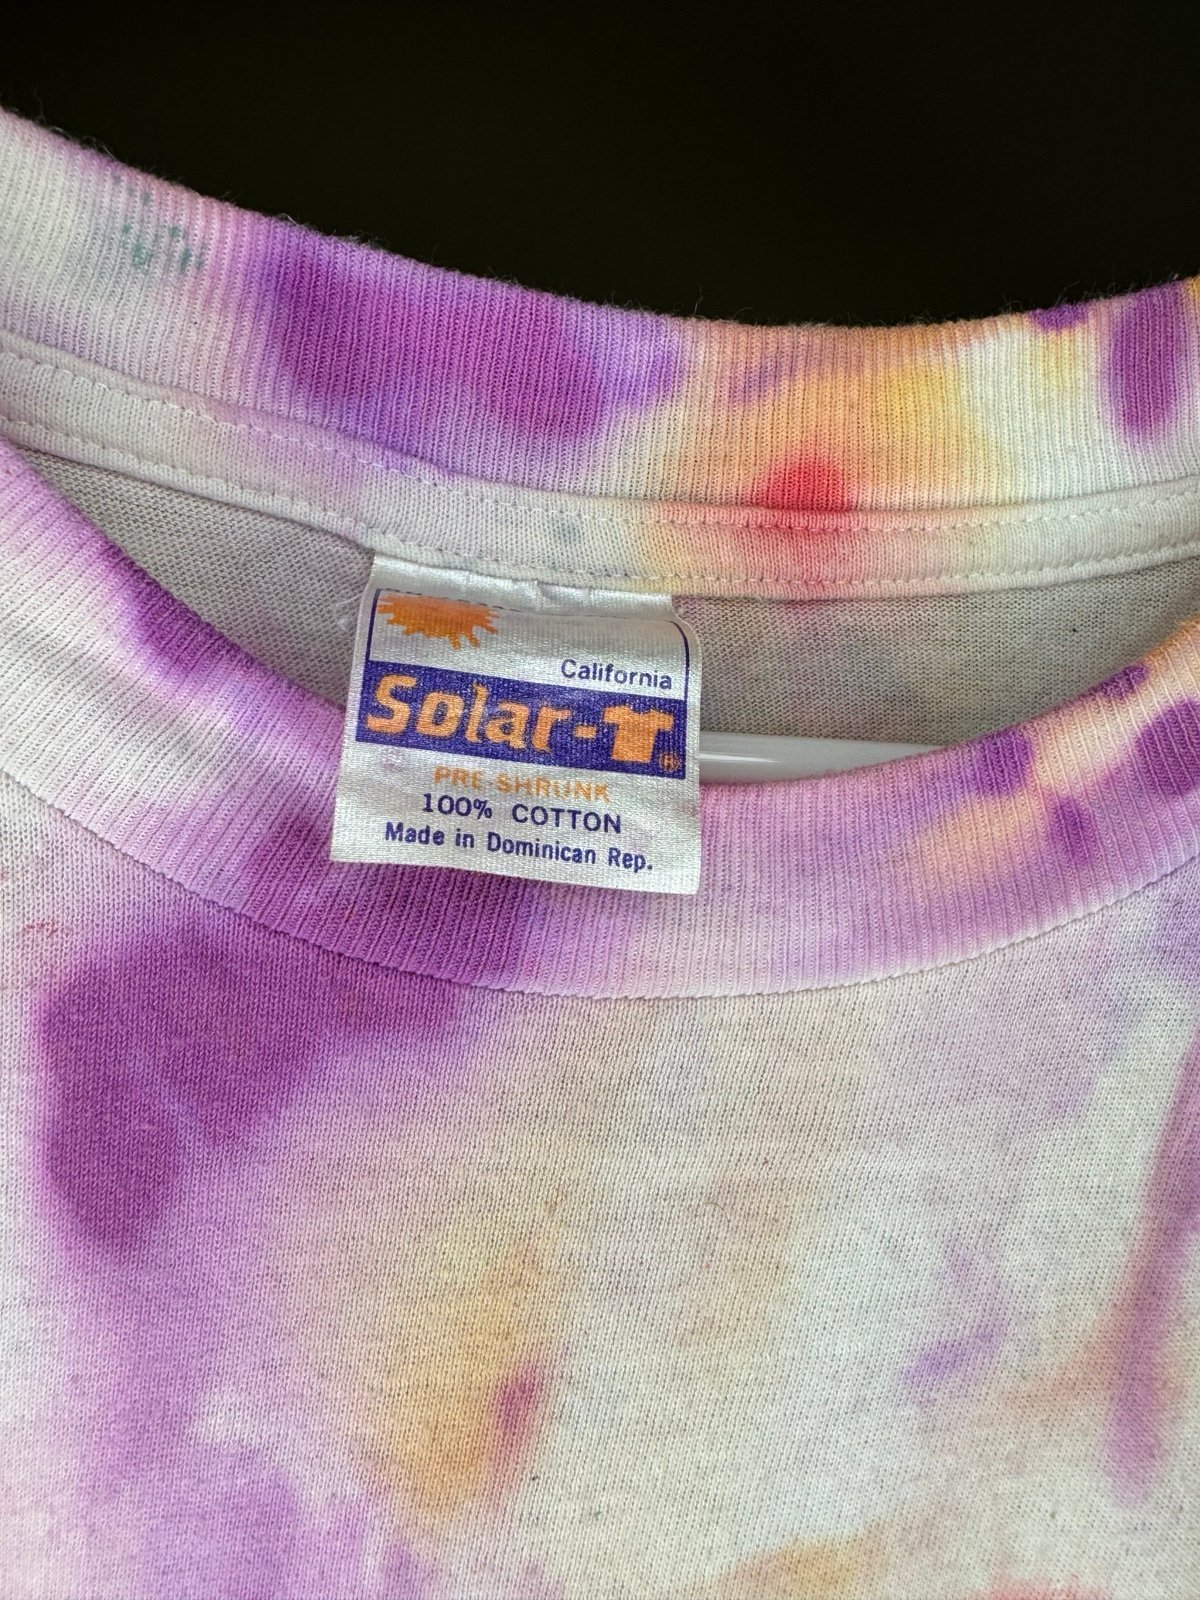 California
Solar-T®
PRE-SHRUNK
100% COTTON
Made in Dominican Rep.